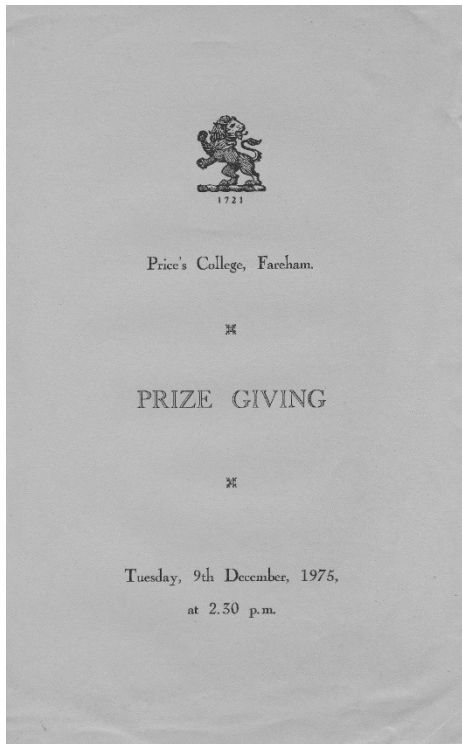 1721
Price's College, Fareham.
PRIZE GIVING
Tuesday, 9th December, 1975,
at 2.30 p.m.